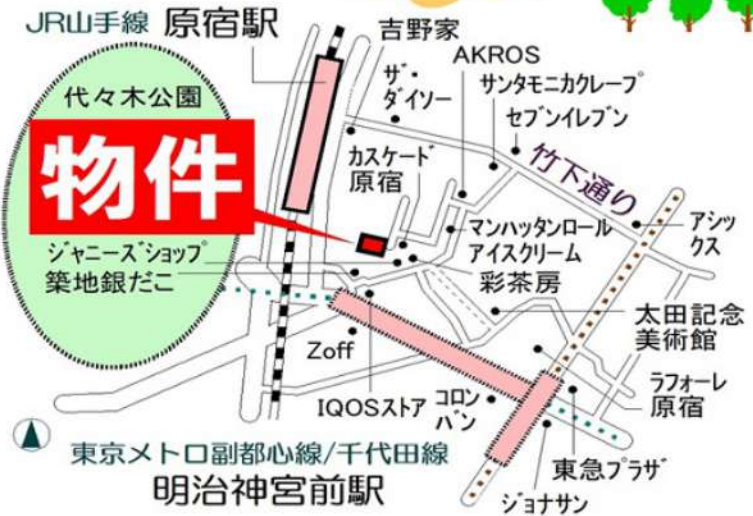 JR山手線 原宿駅
吉野家
AKROS
ザ・
ダイソー
サンタモニカクレープ
セブンイレブン
代々木公園
物件
カスケード
原宿
竹下通り
アシッ
クス
マンハッタンロール
アイスクリーム
彩茶房
ジャニーズショップ
築地銀だこ
太田記念
美術館
Zoff
IQOSストア
コロン
バン
ラフォーレ
原宿
東急プラザ
ジョナサン
東京メトロ副都心線/千代田線
明治神宮前駅